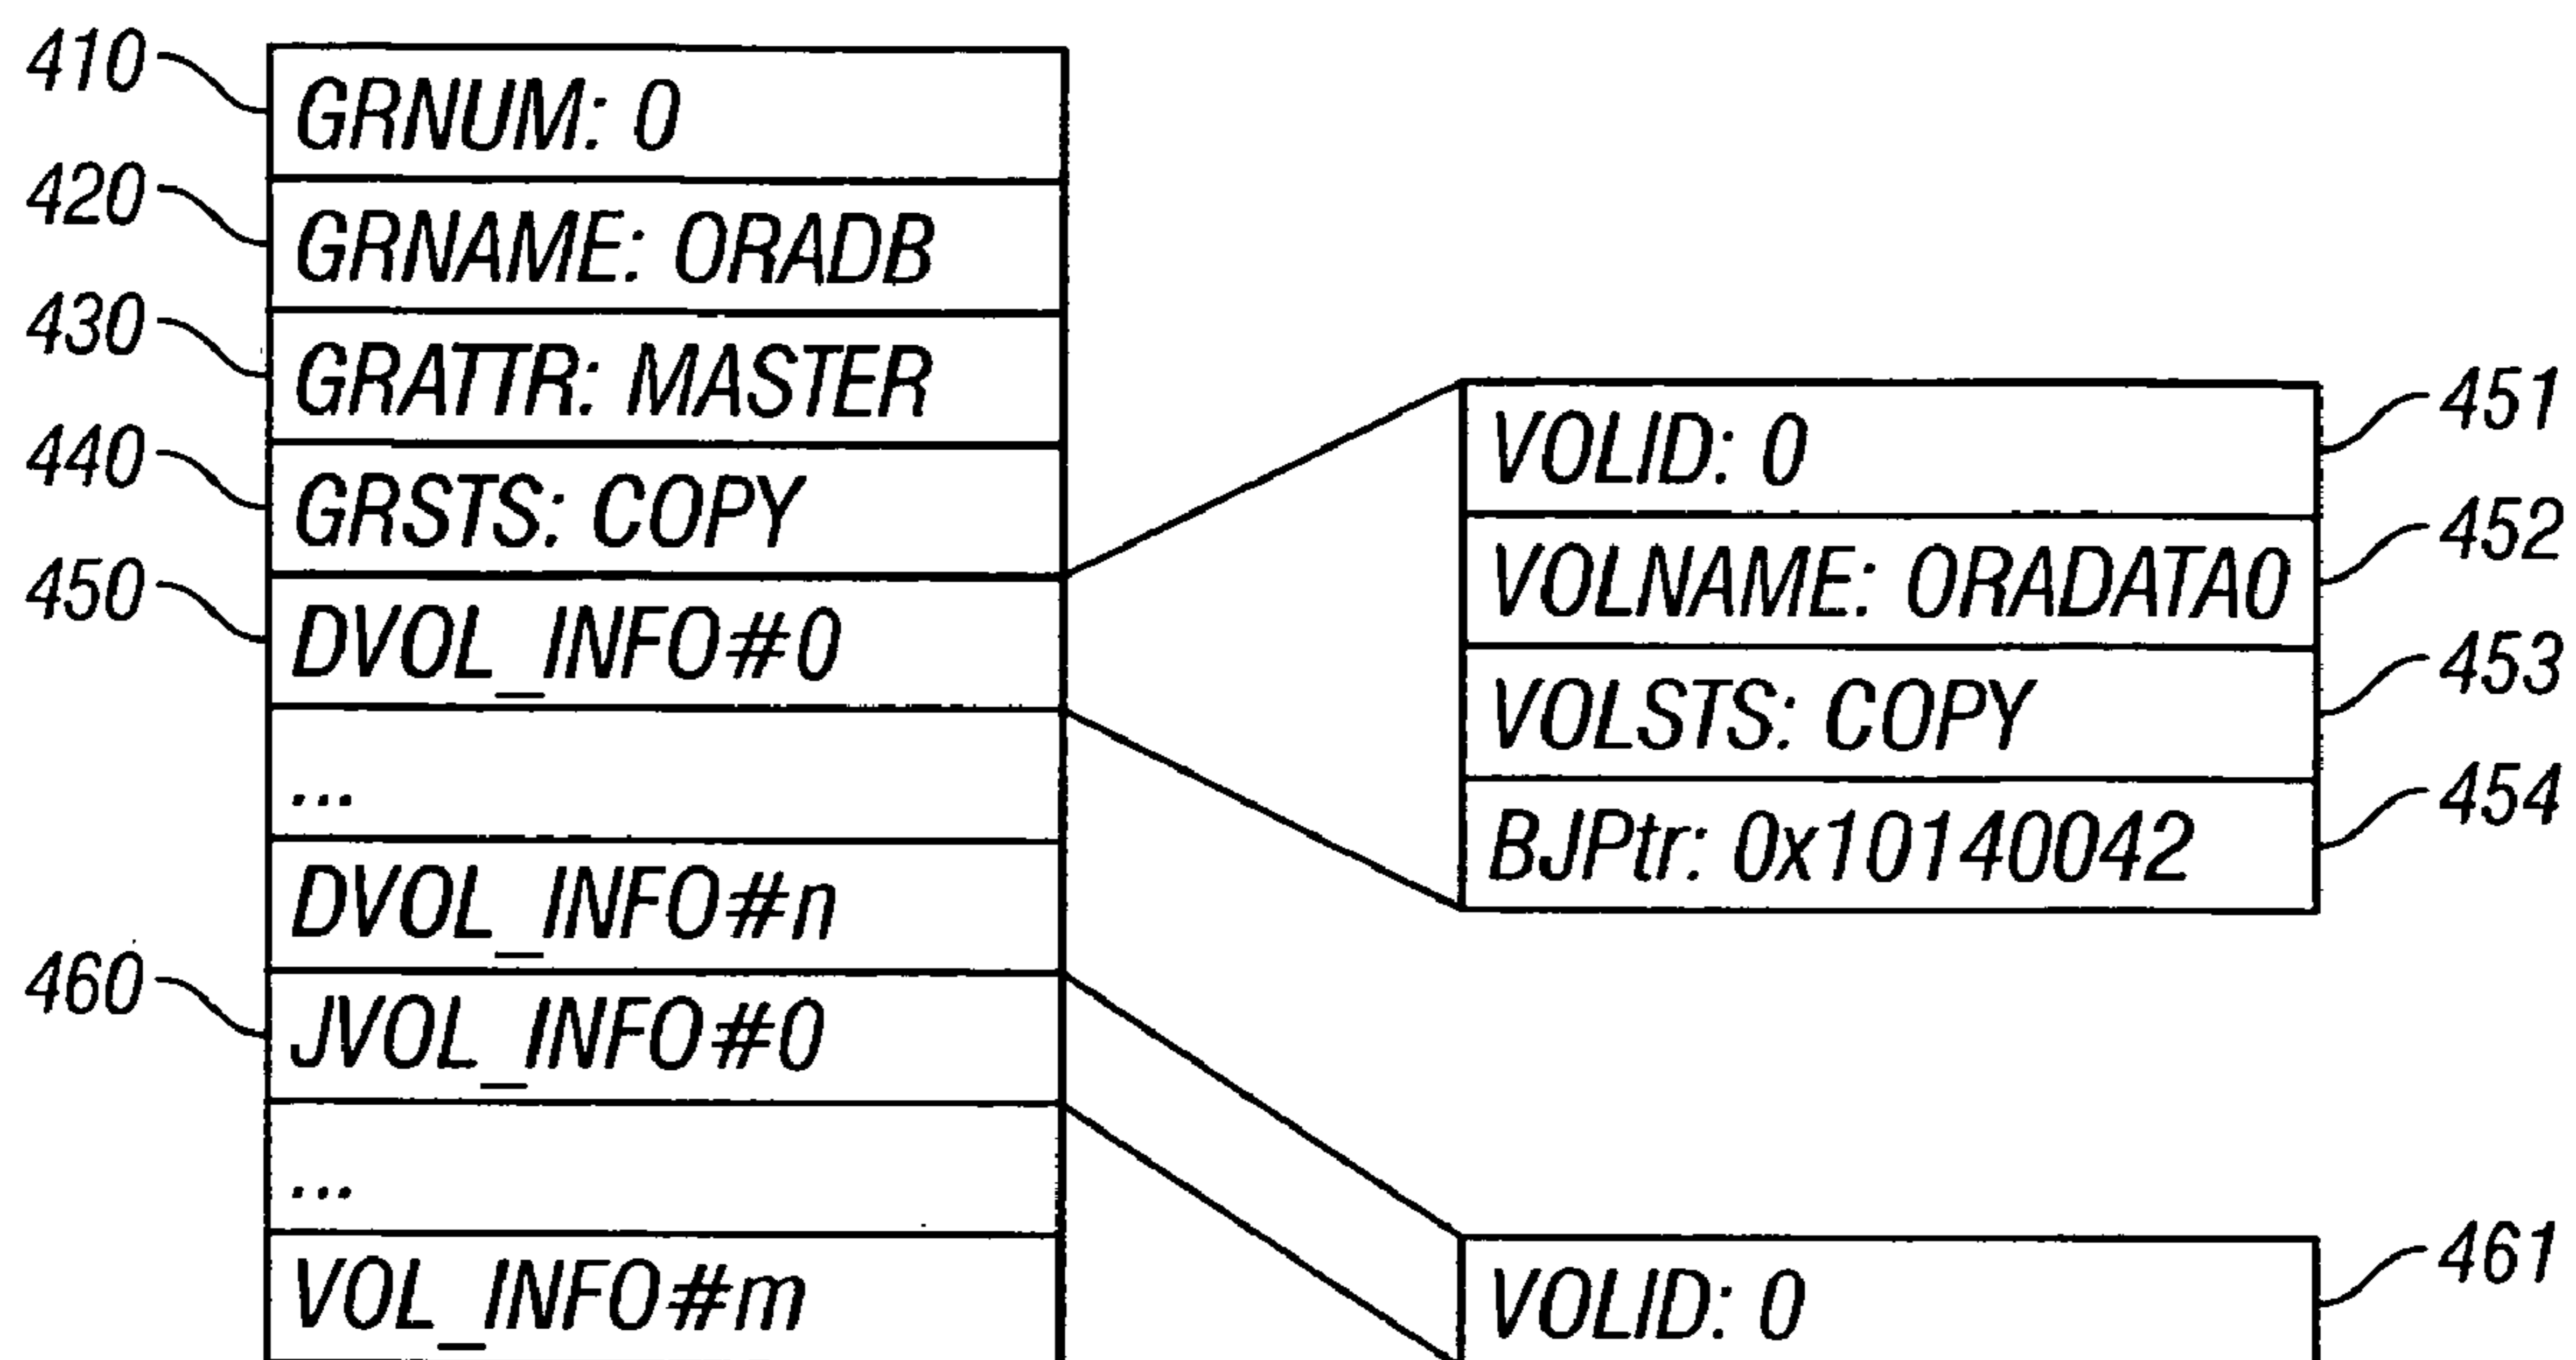 410
GRNUM: 0
420
GRNAME: ORADB
430
GRATTR: MASTER
440
GRSTS: COPY
450
DVOL_INFO#0
...
DVOL_INFO#n
460
JVOL_INFO#0
...
VOL_INFO#m
VOLID: 0
451
VOLNAME: ORADATA0
452
VOLSTS: COPY
453
BJPtr: 0x10140042
454
VOLID: 0
461